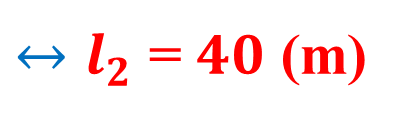 ↔ l₂ = 40 (m)